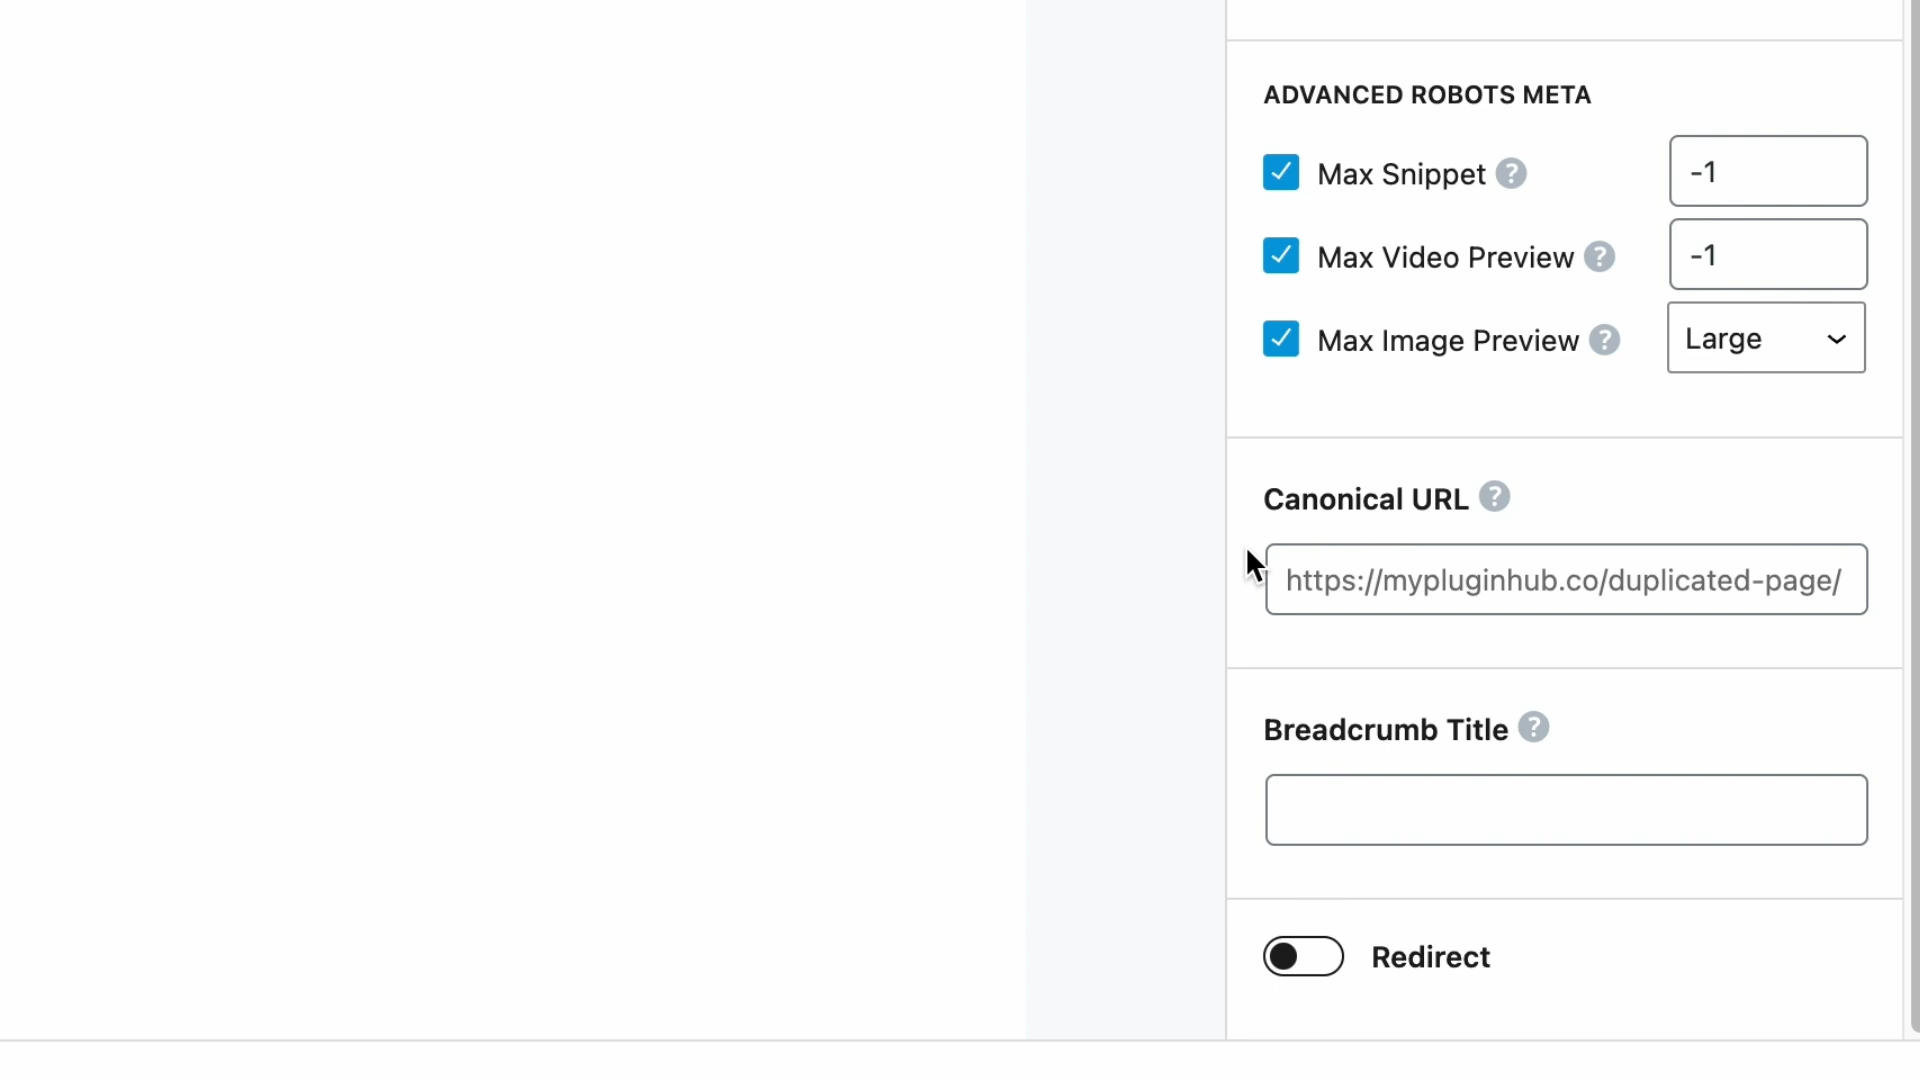 ADVANCED ROBOTS META
Max Snippet ? -1
Max Video Preview ? -1
Max Image Preview ? Large
Canonical URL ?
https://mypluginhub.co/duplicated-page/
Breadcrumb Title ?
Redirect